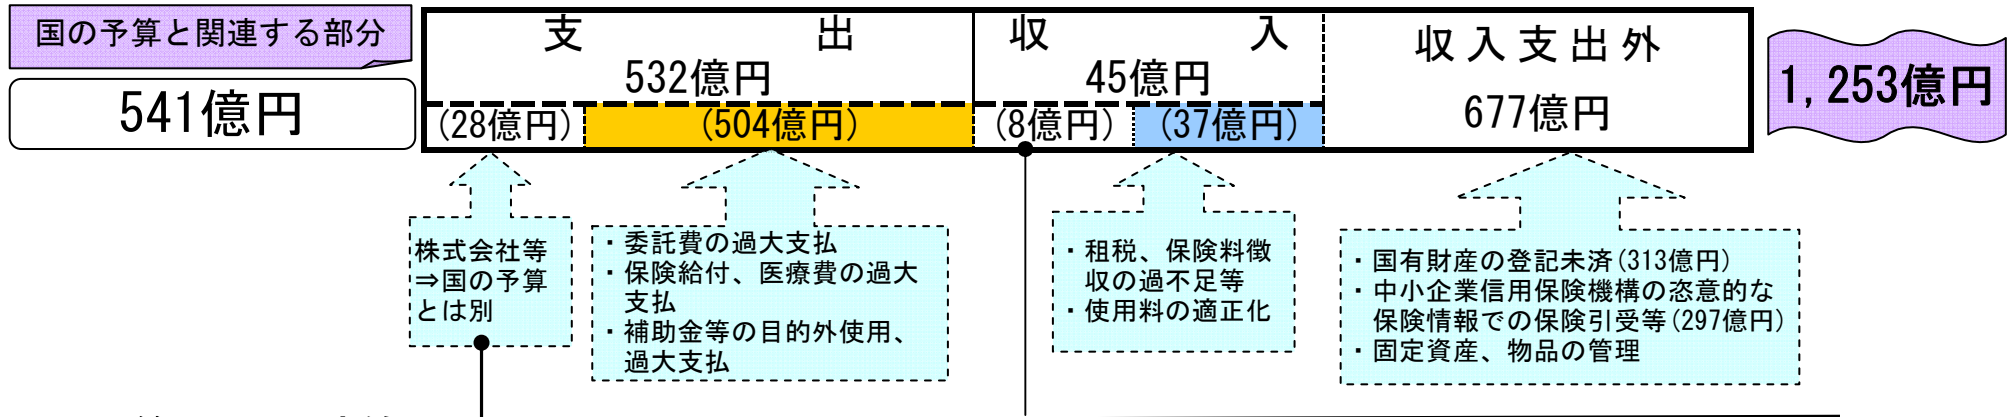 国の予算と関連する部分
541億円
支出
532億円
(28億円)
(504億円)
収入
45億円
(8億円)
(37億円)
収入支出外
677億円
1,253億円
株式会社等
⇒国の予算
とは別
・委託費の過大支払
・保険給付、医療費の過大
支払
・補助金等の目的外使用、
過大支払
・租税、保険料徴
収の過不足等
・使用料の適正化
・国有財産の登記未済(313億円)
・中小企業信用保険機構の恣意的な
保険情報での保険引受等(297億円)
・固定資産、物品の管理